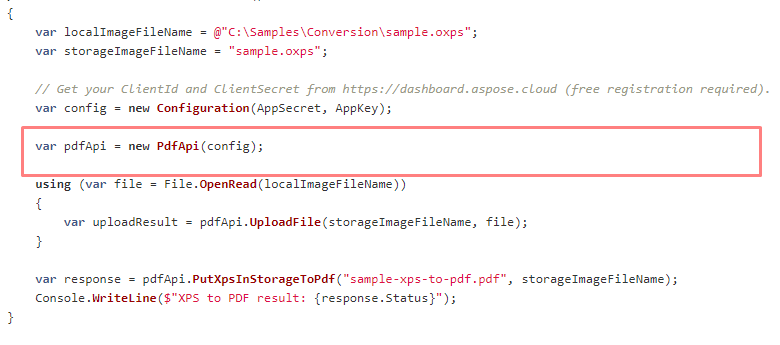 {
var localImageFileName = @"C:\Samples\Conversion\sample.oxps";
var storageImageFileName = "sample.oxps";
// Get your ClientId and ClientSecret from https://dashboard.aspose.cloud (free registration required).
var config = new Configuration(AppSecret, AppKey);
var pdfApi = new PdfApi(config);
using (var file = File.OpenRead(localImageFileName))
{
var uploadResult = pdfApi.UploadFile(storageImageFileName, file);
}
var response = pdfApi.PutXpsInStorageToPdf("sample-xps-to-pdf.pdf", storageImageFileName);
Console.WriteLine($"XPS to PDF result: {response.Status}");
}